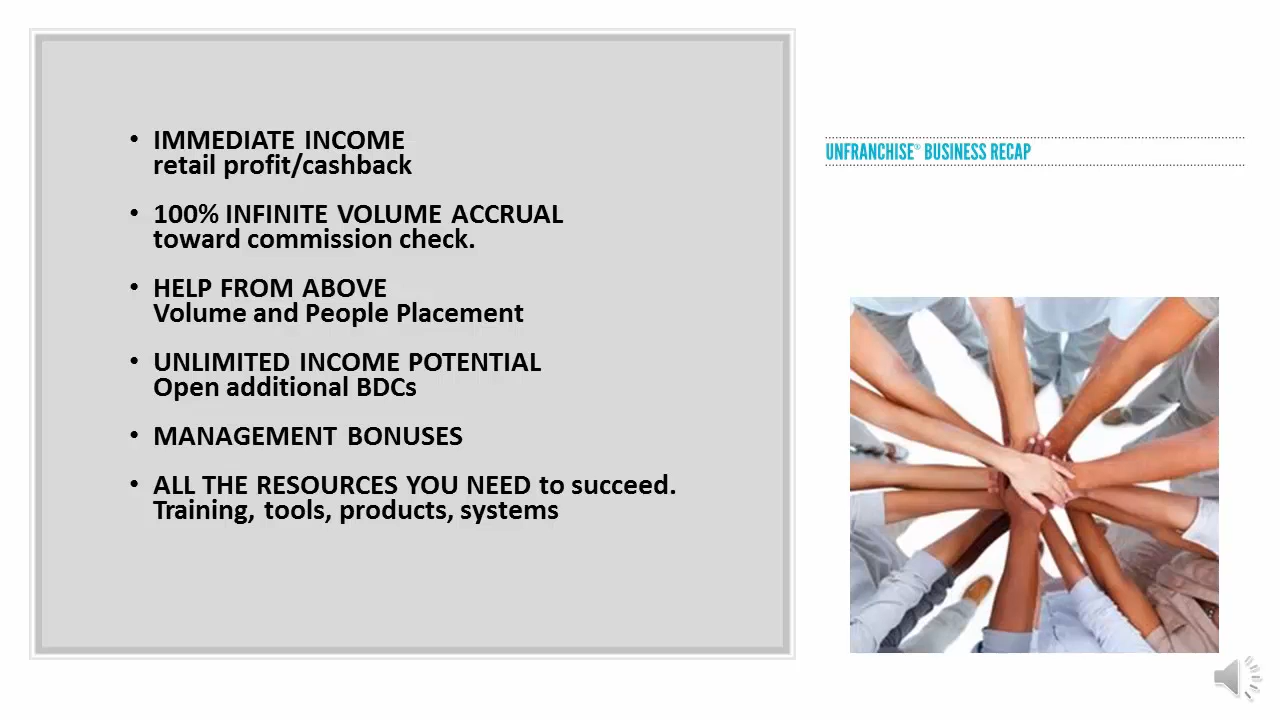 • IMMEDIATE INCOME
retail profit/cashback
• 100% INFINITE VOLUME ACCRUAL
toward commission check.
• HELP FROM ABOVE
Volume and People Placement
• UNLIMITED INCOME POTENTIAL
Open additional BDCs
• MANAGEMENT BONUSES
• ALL THE RESOURCES YOU NEED to succeed.
Training, tools, products, systems
UNFRANCHISE® BUSINESS RECAP